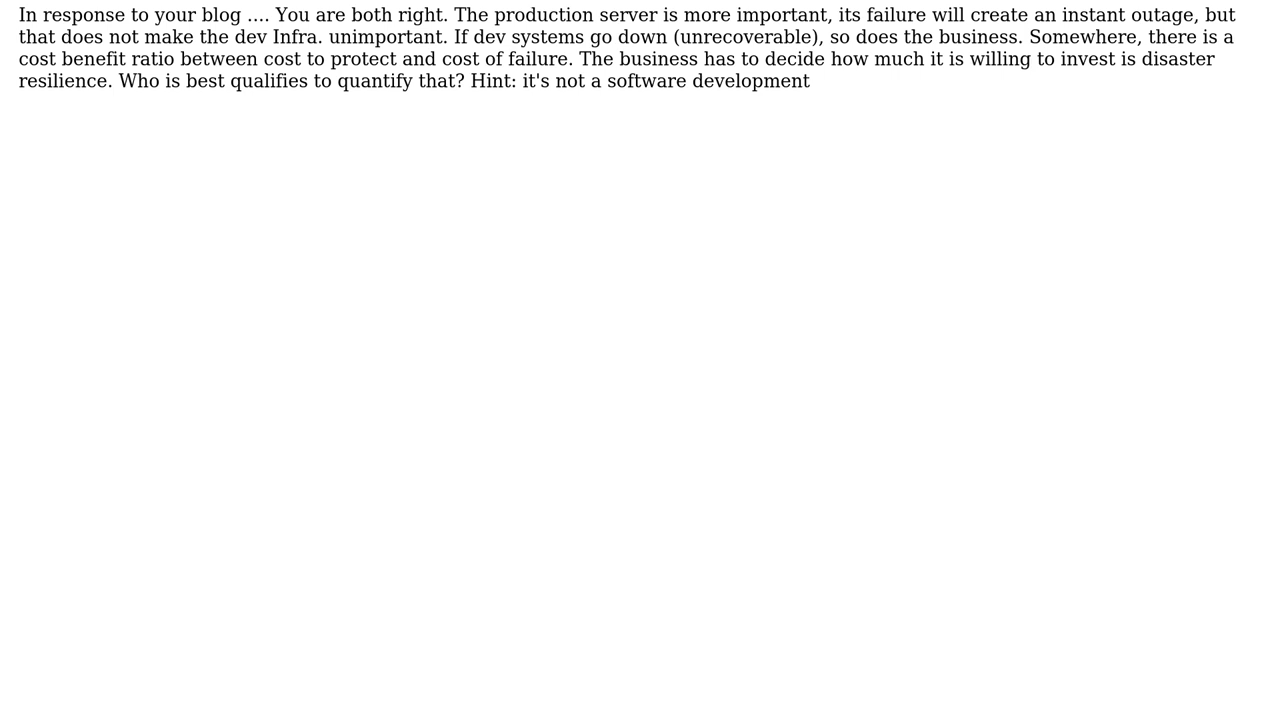 In response to your blog .... You are both right. The production server is more important, its failure will create an instant outage, but
that does not make the dev Infra. unimportant. If dev systems go down (unrecoverable), so does the business. Somewhere, there is a
cost benefit ratio between cost to protect and cost of failure. The business has to decide how much it is willing to invest is disaster
resilience. Who is best qualifies to quantify that? Hint: it's not a software development